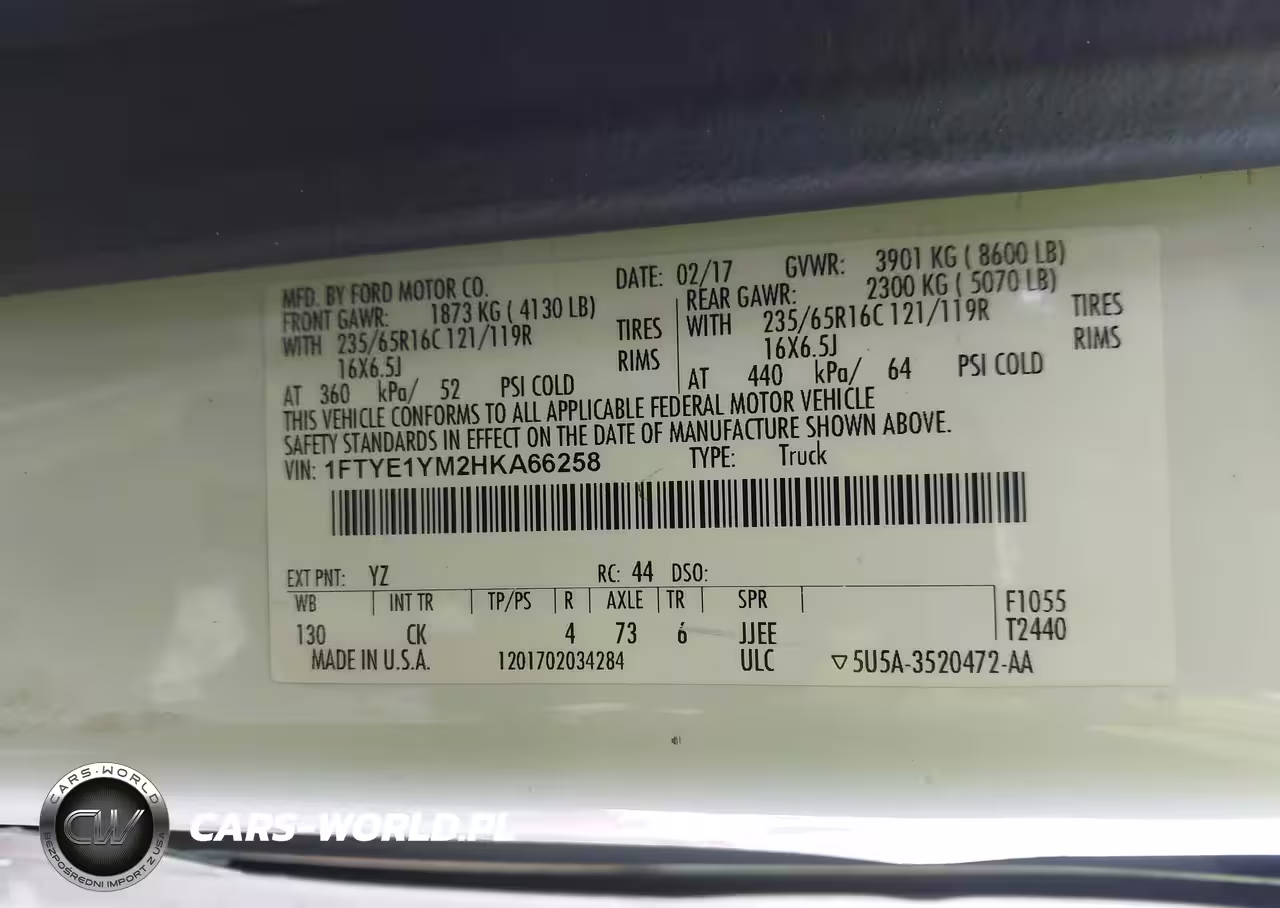 MFD. BY FORD MOTOR CO. DATE: 02/17 GVWR: 3901 KG ( 8600 LB)
FRONT GAWR: 1873 KG ( 4130 LB) REAR GAWR: 2300 KG ( 5070 LB)
WITH 235/65R16C 121/119R TIRES WITH 235/65R16C 121/119R TIRES
16X6.5J RIMS 16X6.5J RIMS
AT 360 kPa/ 52 PSI COLD AT 440 kPa/ 64 PSI COLD
THIS VEHICLE CONFORMS TO ALL APPLICABLE FEDERAL MOTOR VEHICLE
SAFETY STANDARDS IN EFFECT ON THE DATE OF MANUFACTURE SHOWN ABOVE.
VIN: 1FTYE1YM2HKA66258 TYPE: Truck
EXT PNT: YZ RC: 44 DSO:
WB INT TR TP/PS R AXLE TR SPR F1055
130 CK 4 73 6 JJEE T2440
MADE IN U.S.A. 1201702034284 ULC ▽5U5A-3520472-AA
CARS-WORLD
CW
BEZPOŚREDNI IMPORT Z USA
CARS-WORLD.PL